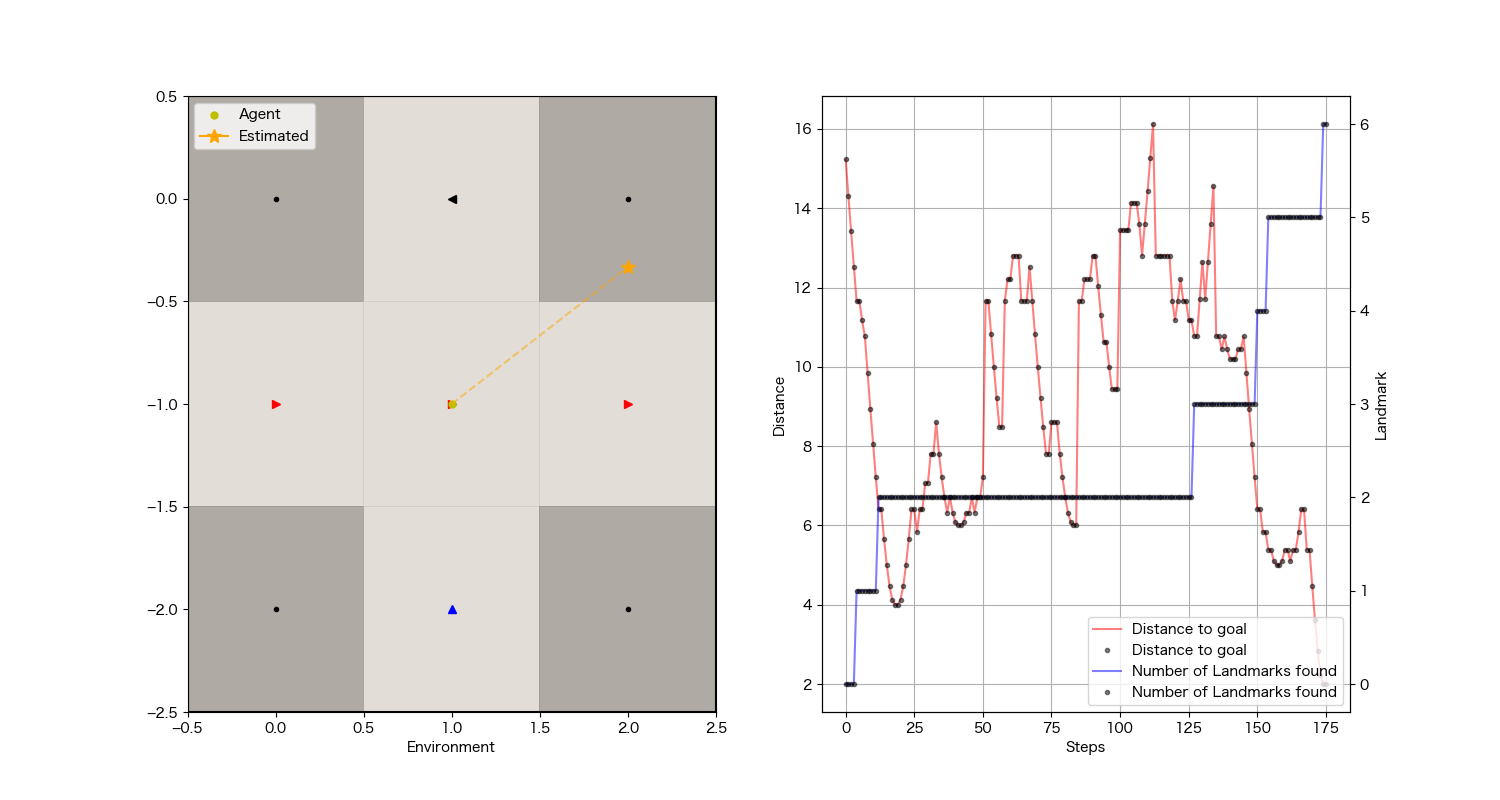 Agent
Estimated
0.5
0.0
−0.5
−1.0
−1.5
−2.0
−2.5
−0.5 0.0 0.5 1.0 1.5 2.0 2.5
Environment
Distance
16
14
12
10
8
6
4
2
0 25 50 75 100 125 150 175
Steps
6
5
4
3
2
1
0
Landmark
Distance to goal
Distance to goal
Number of Landmarks found
Number of Landmarks found